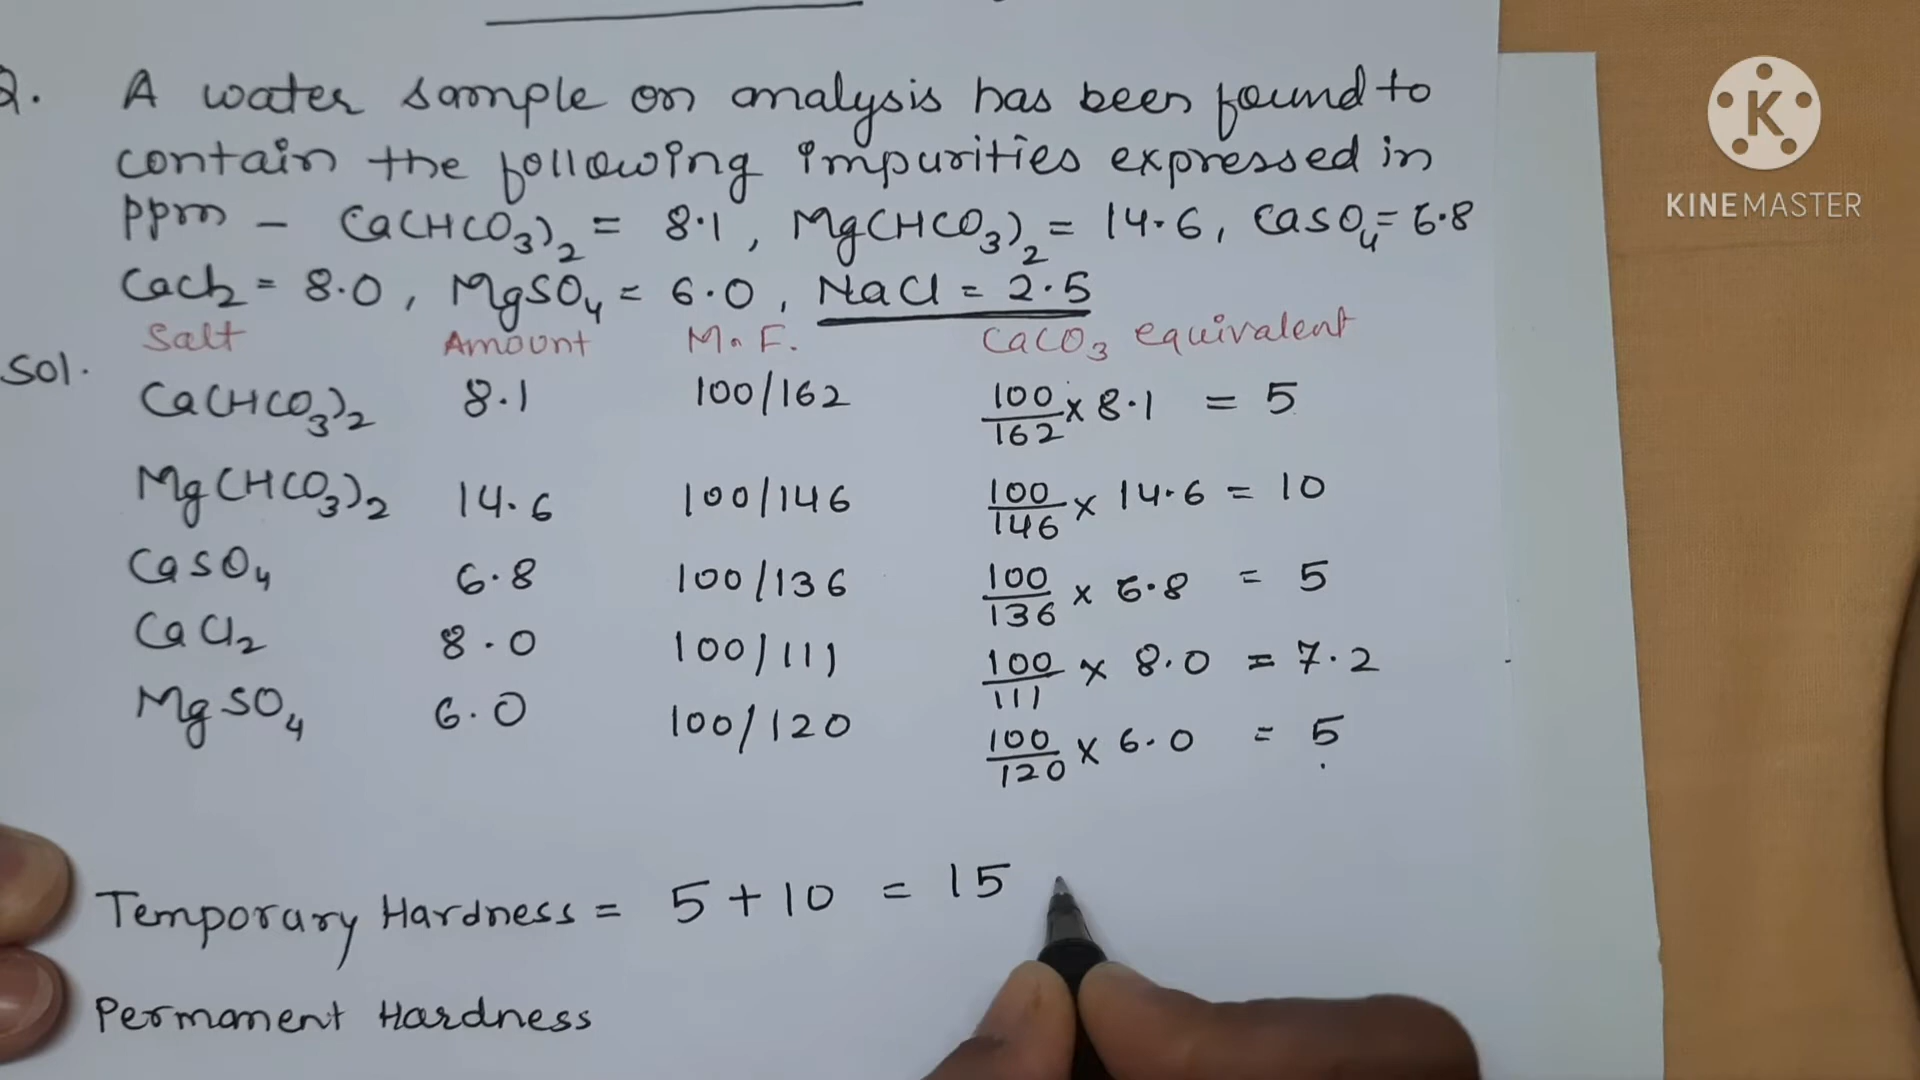 2. A water sample on analysis has been found to
contain the following impurities expressed in
ppm - Ca(HCO3)2 = 8.1, Mg(HCO3)2 = 14.6, CaSO4 = 6.8
CaCl2 = 8.0, MgSO4 = 6.0, NaCl = 2.5
Salt Amount M.F. CaCO3 equivalent
Sol.
Ca(HCO3)2 8.1 100/162 100/162 x 8.1 = 5
Mg(HCO3)2 14.6 100/146 100/146 x 14.6 = 10
CaSO4 6.8 100/136 100/136 x 6.8 = 5
CaCl2 8.0 100/111 100/111 x 8.0 = 7.2
MgSO4 6.0 100/120 100/120 x 6.0 = 5
Temporary Hardness = 5 + 10 = 15
Permanent Hardness
K
KINEMASTER